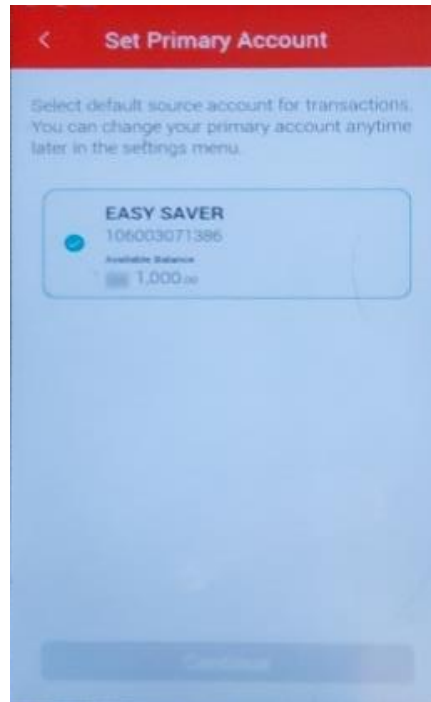 Set Primary Account
Select default source account for transactions.
You can change your primary account anytime
later in the settings menu.
EASY SAVER
106003071386
Available Balance
1,000.00
Continue